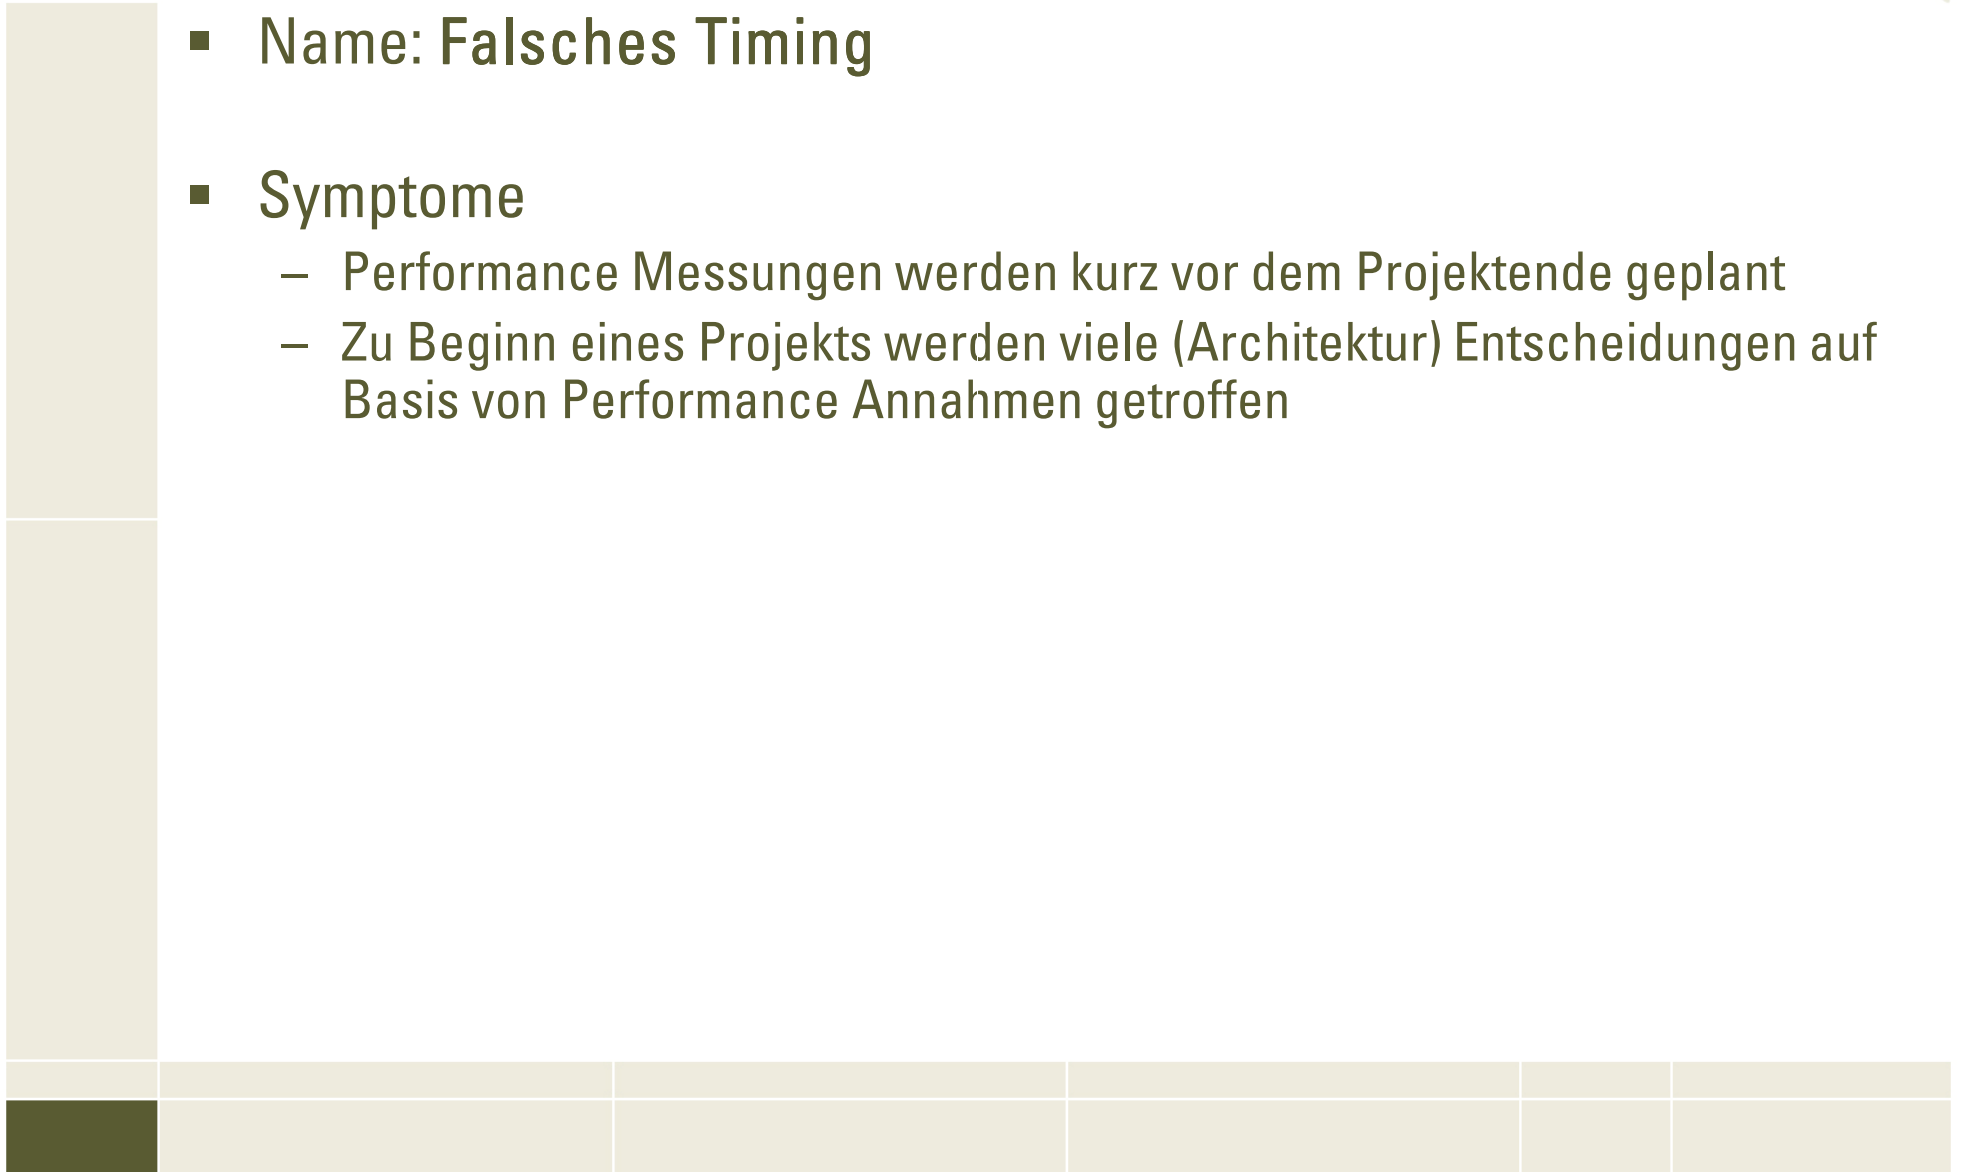 ▪ Name: Falsches Timing
▪ Symptome
– Performance Messungen werden kurz vor dem Projektende geplant
– Zu Beginn eines Projekts werden viele (Architektur) Entscheidungen auf
Basis von Performance Annahmen getroffen